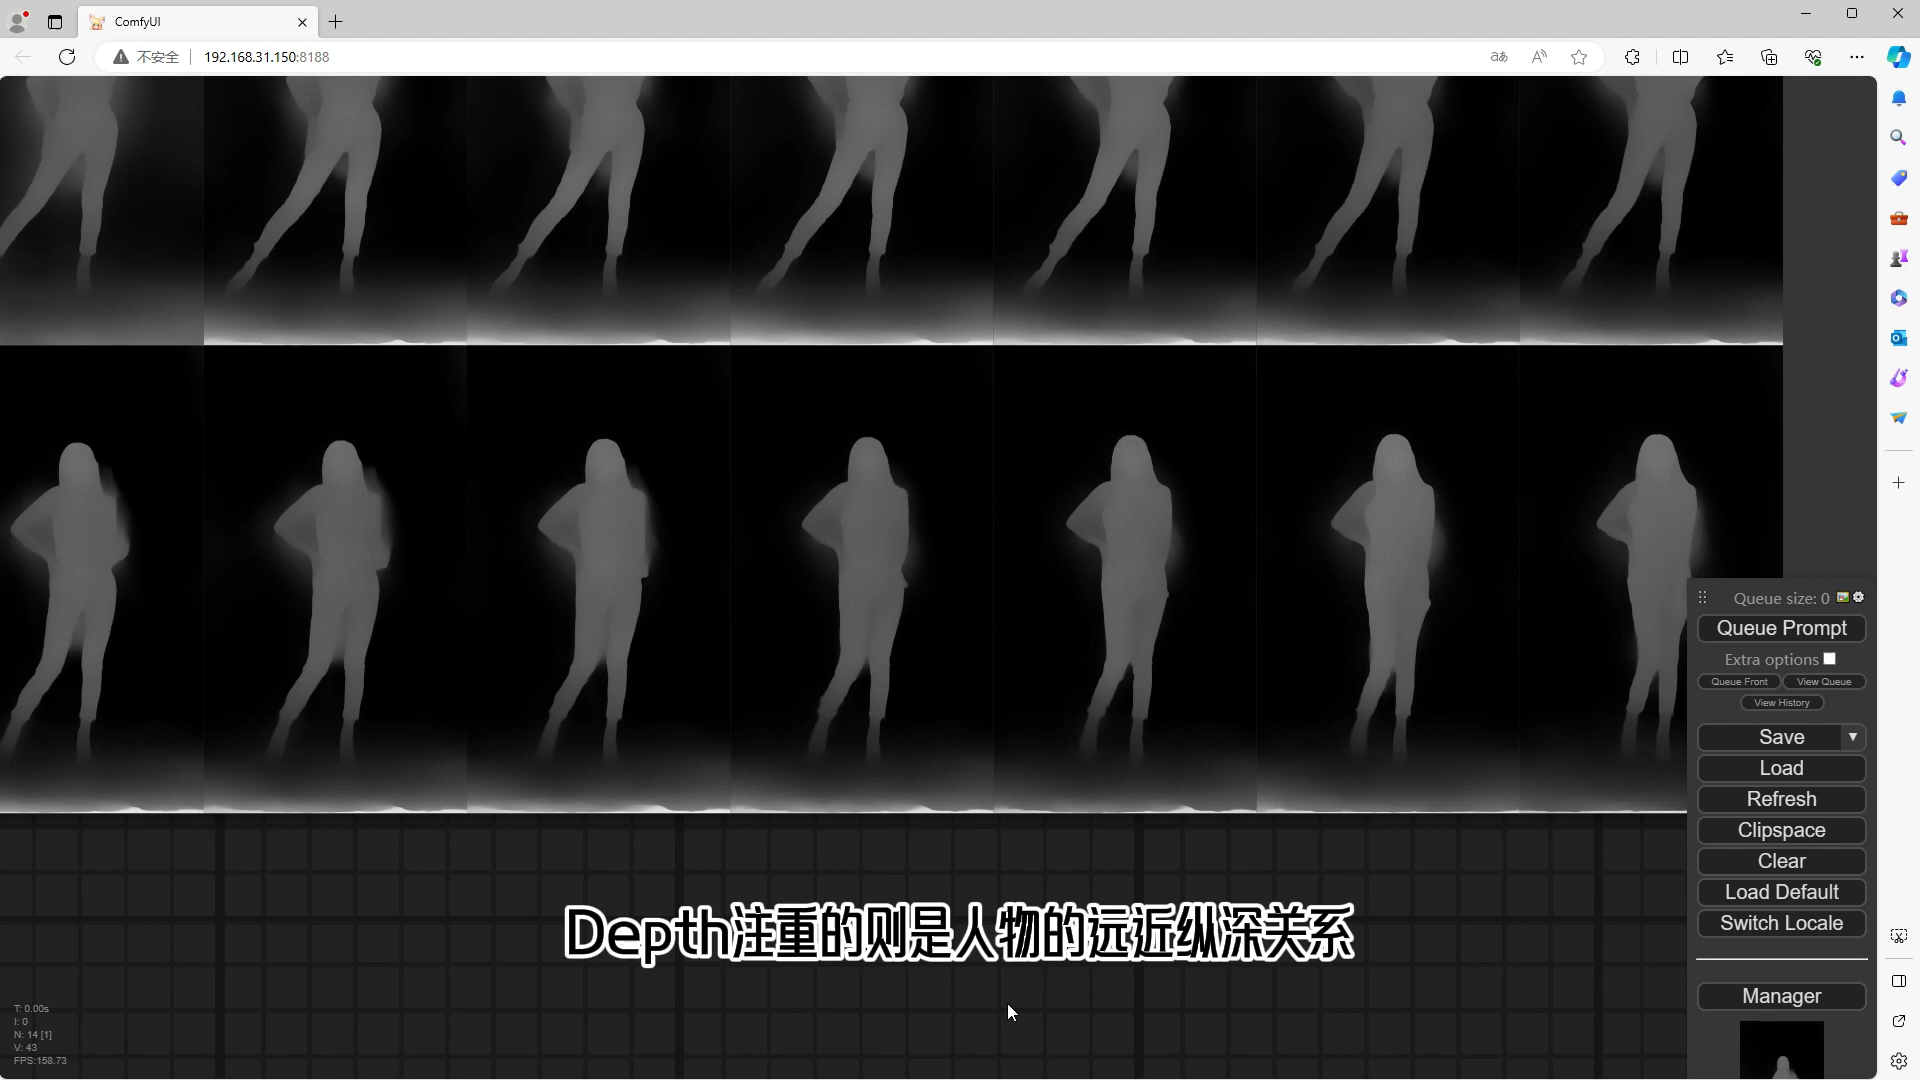 ComfyUI
不安全
192.168.31.150:8188
Queue size: 0
Queue Prompt
Extra options
Queue Front
View Queue
View History
Save
Load
Refresh
Clipspace
Clear
Load Default
Switch Locale
Manager
Depth注重的则是人物的远近纵深关系
T: 0.00s
I: 0
N: 14 [1]
V: 43
FPS:158.73